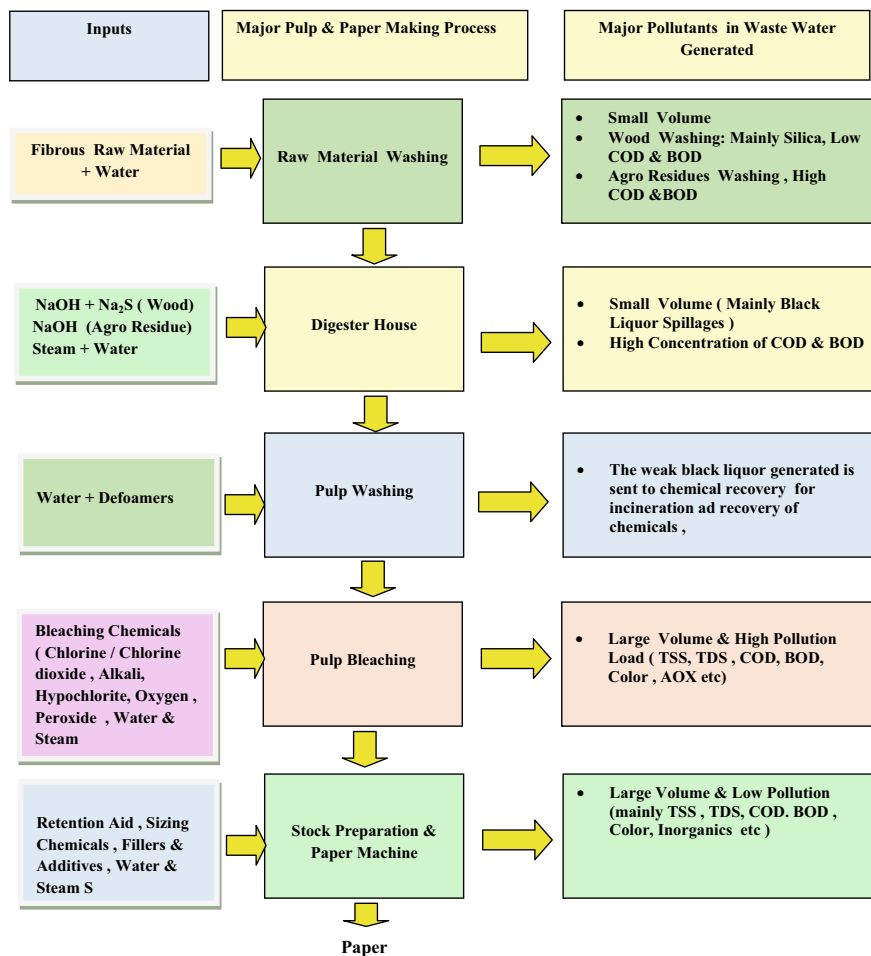 Inputs
Major Pulp & Paper Making Process
Major Pollutants in Waste Water
Generated
Fibrous Raw Material
+ Water
Raw Material Washing
• Small Volume
• Wood Washing: Mainly Silica, Low
COD & BOD
• Agro Residues Washing , High
COD &BOD
NaOH + Na₂S ( Wood)
NaOH (Agro Residue)
Steam + Water
Digester House
• Small Volume ( Mainly Black
Liquor Spillages )
• High Concentration of COD & BOD
Water + Defoamers
Pulp Washing
• The weak black liquor generated is
sent to chemical recovery for
incineration ad recovery of
chemicals ,
Bleaching Chemicals
( Chlorine / Chlorine
dioxide , Alkali,
Hypochlorite, Oxygen ,
Peroxide , Water &
Steam
Pulp Bleaching
• Large Volume & High Pollution
Load ( TSS, TDS , COD, BOD,
Color , AOX etc)
Retention Aid , Sizing
Chemicals , Fillers &
Additives , Water &
Steam S
Stock Preparation &
Paper Machine
• Large Volume & Low Pollution
(mainly TSS , TDS, COD. BOD ,
Color, Inorganics etc )
Paper